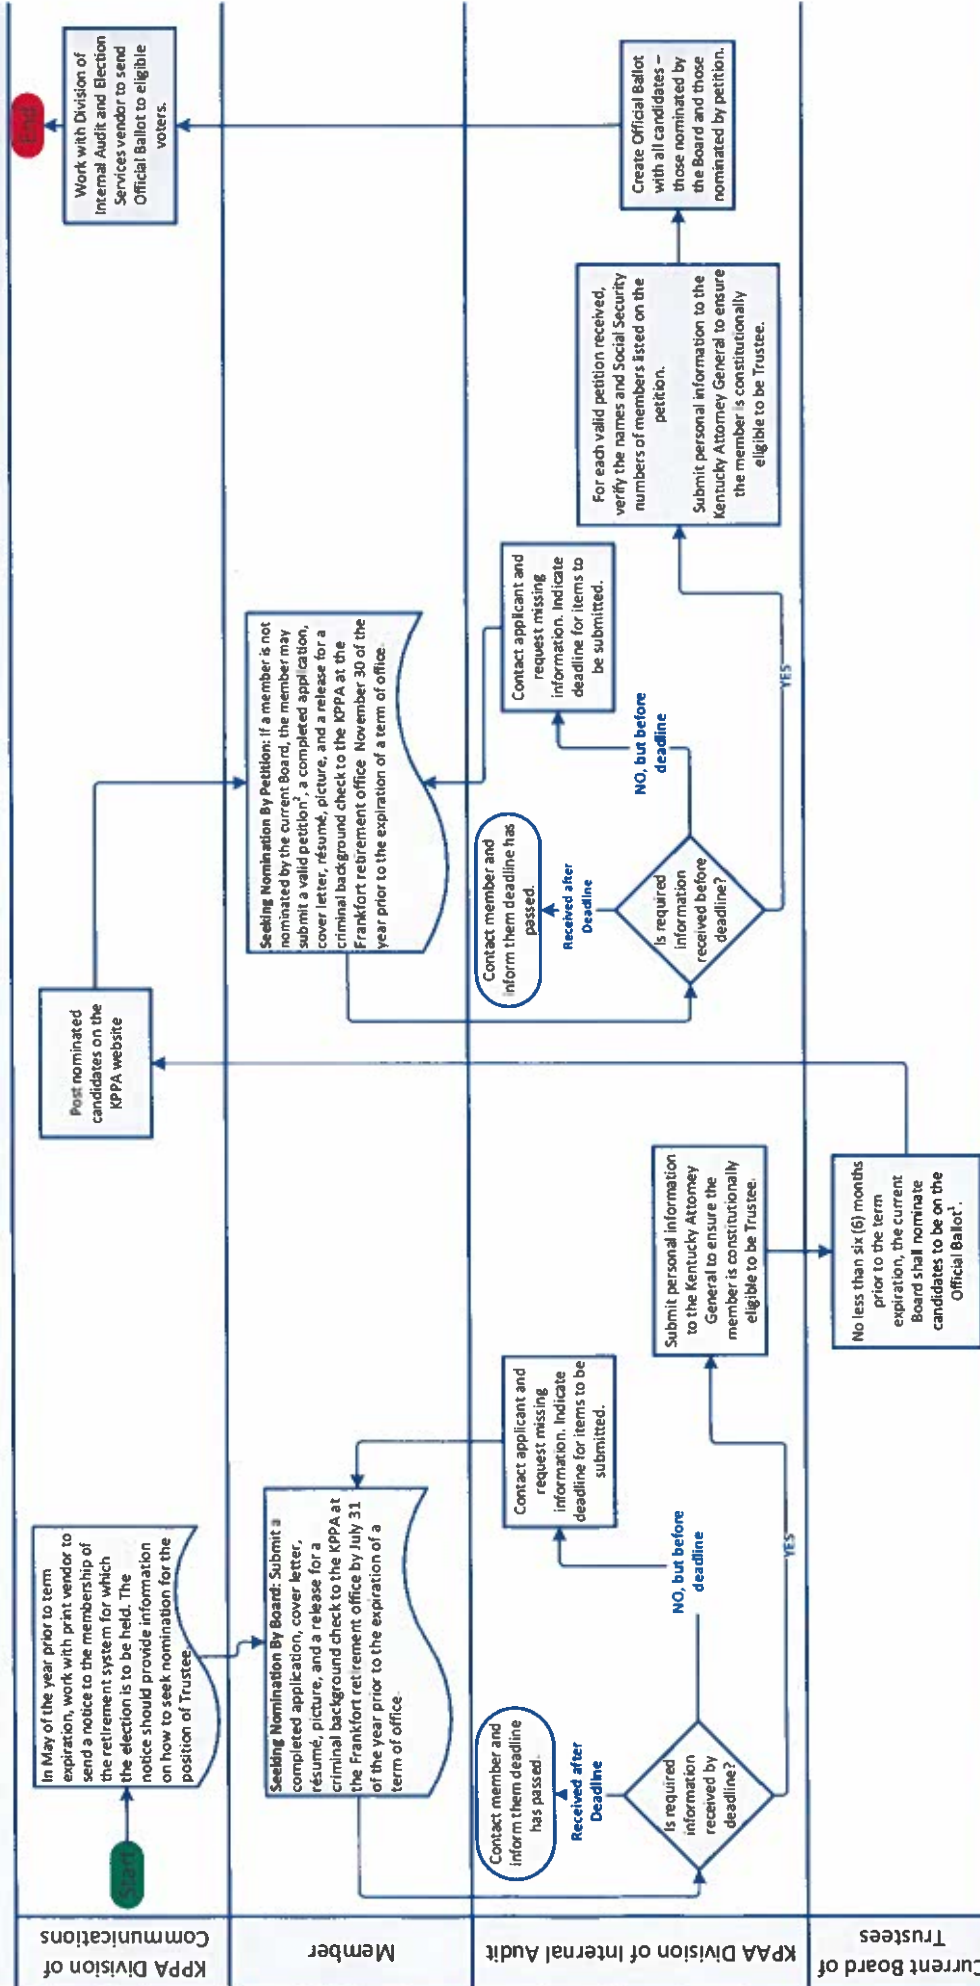 KPPA Division of
Communications
Start
In May of the year prior to term
expiration, work with print vendor to
send a notice to the membership of
the retirement system for which
the election is to be held. The
notice should provide information
on how to seek nomination for the
position of Trustee.
Post nominated
candidates on the
KPPA website
Work with Division of
Internal Audit and Election
Services vendor to send
Official Ballot to eligible
voters.
End
Member
Seeking Nomination By Board: Submit a
completed application, cover letter,
résumé, picture, and a release for a
criminal background check to the KPPA at
the Frankfort retirement office by July 31
of the year prior to the expiration of a
term of office.
Seeking Nomination By Petition: If a member is not
nominated by the current Board, the member may
submit a valid petition², a completed application,
cover letter, résumé, picture, and a release for a
criminal background check to the KPPA at the
Frankfort retirement office November 30 of the
year prior to the expiration of a term of office.
KPAA Division of Internal Audit
Contact member and
inform them deadline
has passed.
Received after
Deadline
Is required
information
received by
deadline?
NO, but before
deadline
Contact applicant and
request missing
information. Indicate
deadline for items to be
submitted.
YES
Submit personal information
to the Kentucky Attorney
General to ensure the
member is constitutionally
eligible to be Trustee.
Contact member and
inform them deadline has
passed.
Received after
Deadline
Is required
information
received before
deadline?
NO, but before
deadline
Contact applicant and
request missing
information. Indicate
deadline for items to
be submitted.
YES
For each valid petition received,
verify the names and Social Security
numbers of members listed on the
petition.
Submit personal information to the
Kentucky Attorney General to ensure
the member is constitutionally
eligible to be Trustee.
Create Official Ballot
with all candidates –
those nominated by
the Board and those
nominated by petition.
Current Board of
Trustees
No less than six (6) months
prior to the term
expiration, the current
Board shall nominate
candidates to be on the
Official Ballot¹.